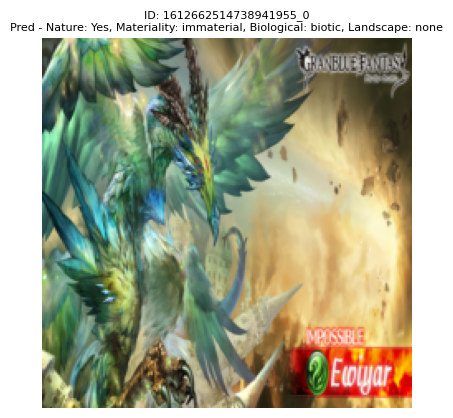 ID: 1612662514738941955_0
Pred - Nature: Yes, Materiality: immaterial, Biological: biotic, Landscape: none
GRANBLUE FANTASY
IMPOSSIBLE
Ewiyar